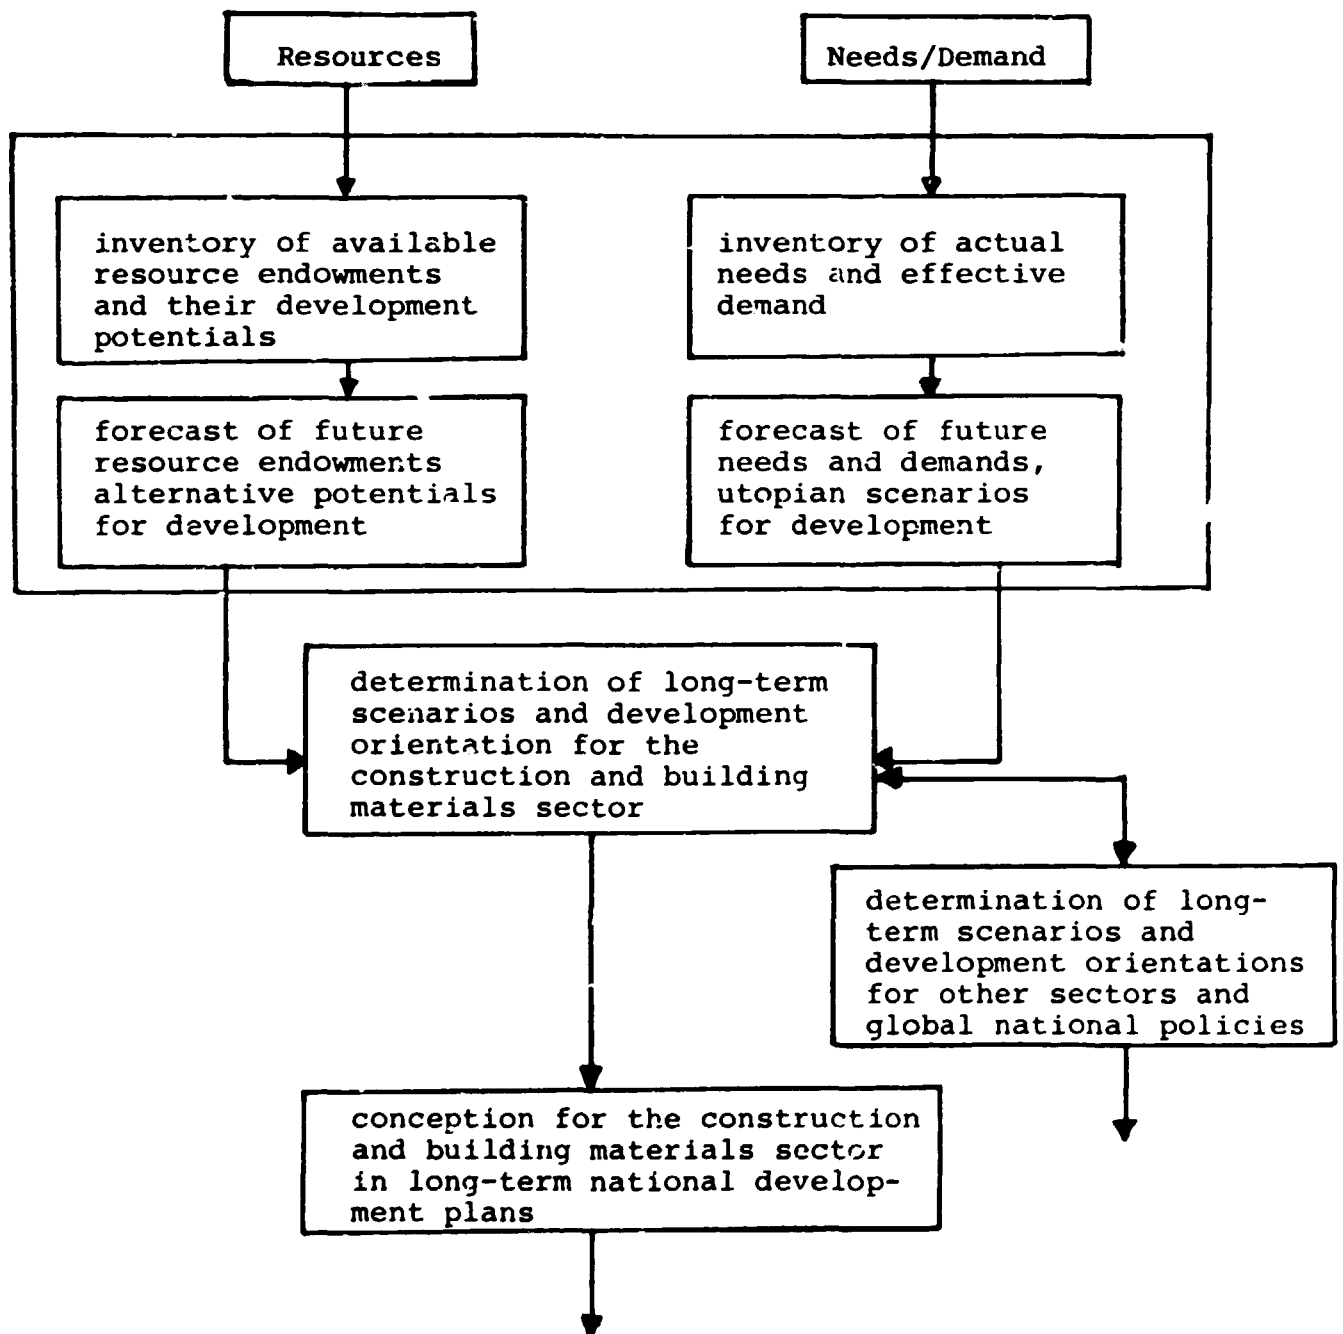 Resources
Needs/Demand
inventory of available
resource endowments
and their development
potentials
inventory of actual
needs and effective
demand
forecast of future
resource endowments
alternative potentials
for development
forecast of future
needs and demands,
utopian scenarios
for development
determination of long-term
scenarios and development
orientation for the
construction and building
materials sector
determination of long-
term scenarios and
development orientations
for other sectors and
global national policies
conception for the construction
and building materials sector
in long-term national develop-
ment plans